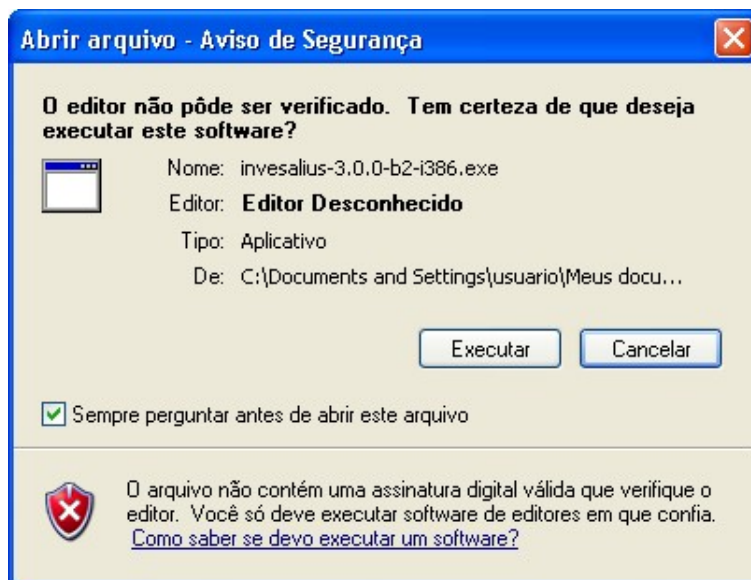 Abrir arquivo - Aviso de Segurança
O editor não pôde ser verificado. Tem certeza de que deseja
executar este software?
Nome: invesalius-3.0.0-b2-i386.exe
Editor: Editor Desconhecido
Tipo: Aplicativo
De: C:\Documents and Settings\usuario\Meus docu...
Executar Cancelar
Sempre perguntar antes de abrir este arquivo
O arquivo não contém uma assinatura digital válida que verifique o
editor. Você só deve executar software de editores em que confia.
Como saber se devo executar um software?